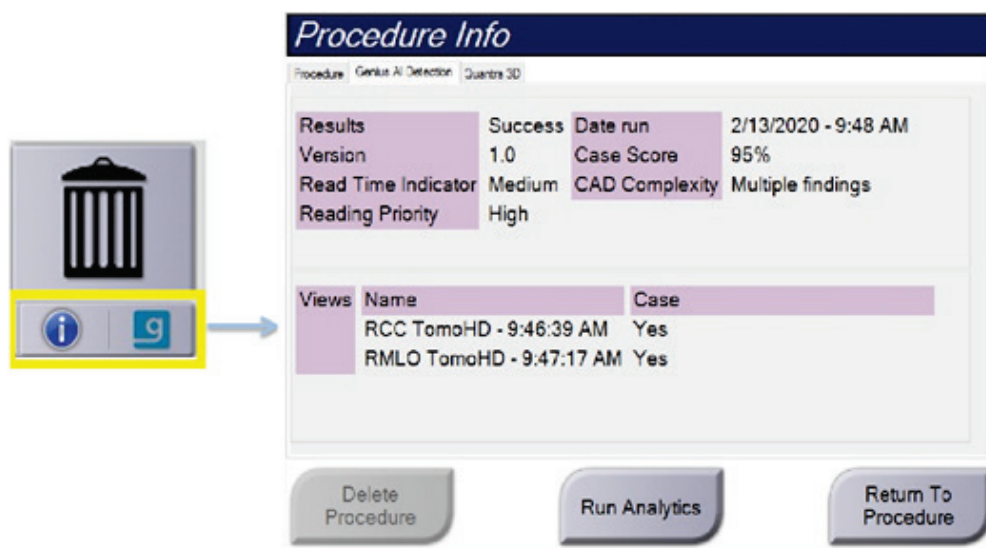 Procedure Info
Procedure Genius AI Detection Quantra 3D
Results Success Date run 2/13/2020 - 9:48 AM
Version 1.0 Case Score 95%
Read Time Indicator Medium CAD Complexity Multiple findings
Reading Priority High
i g
Views Name Case
RCC TomoHD - 9:46:39 AM Yes
RMLO TomoHD - 9:47:17 AM Yes
Delete Procedure
Run Analytics
Return To Procedure